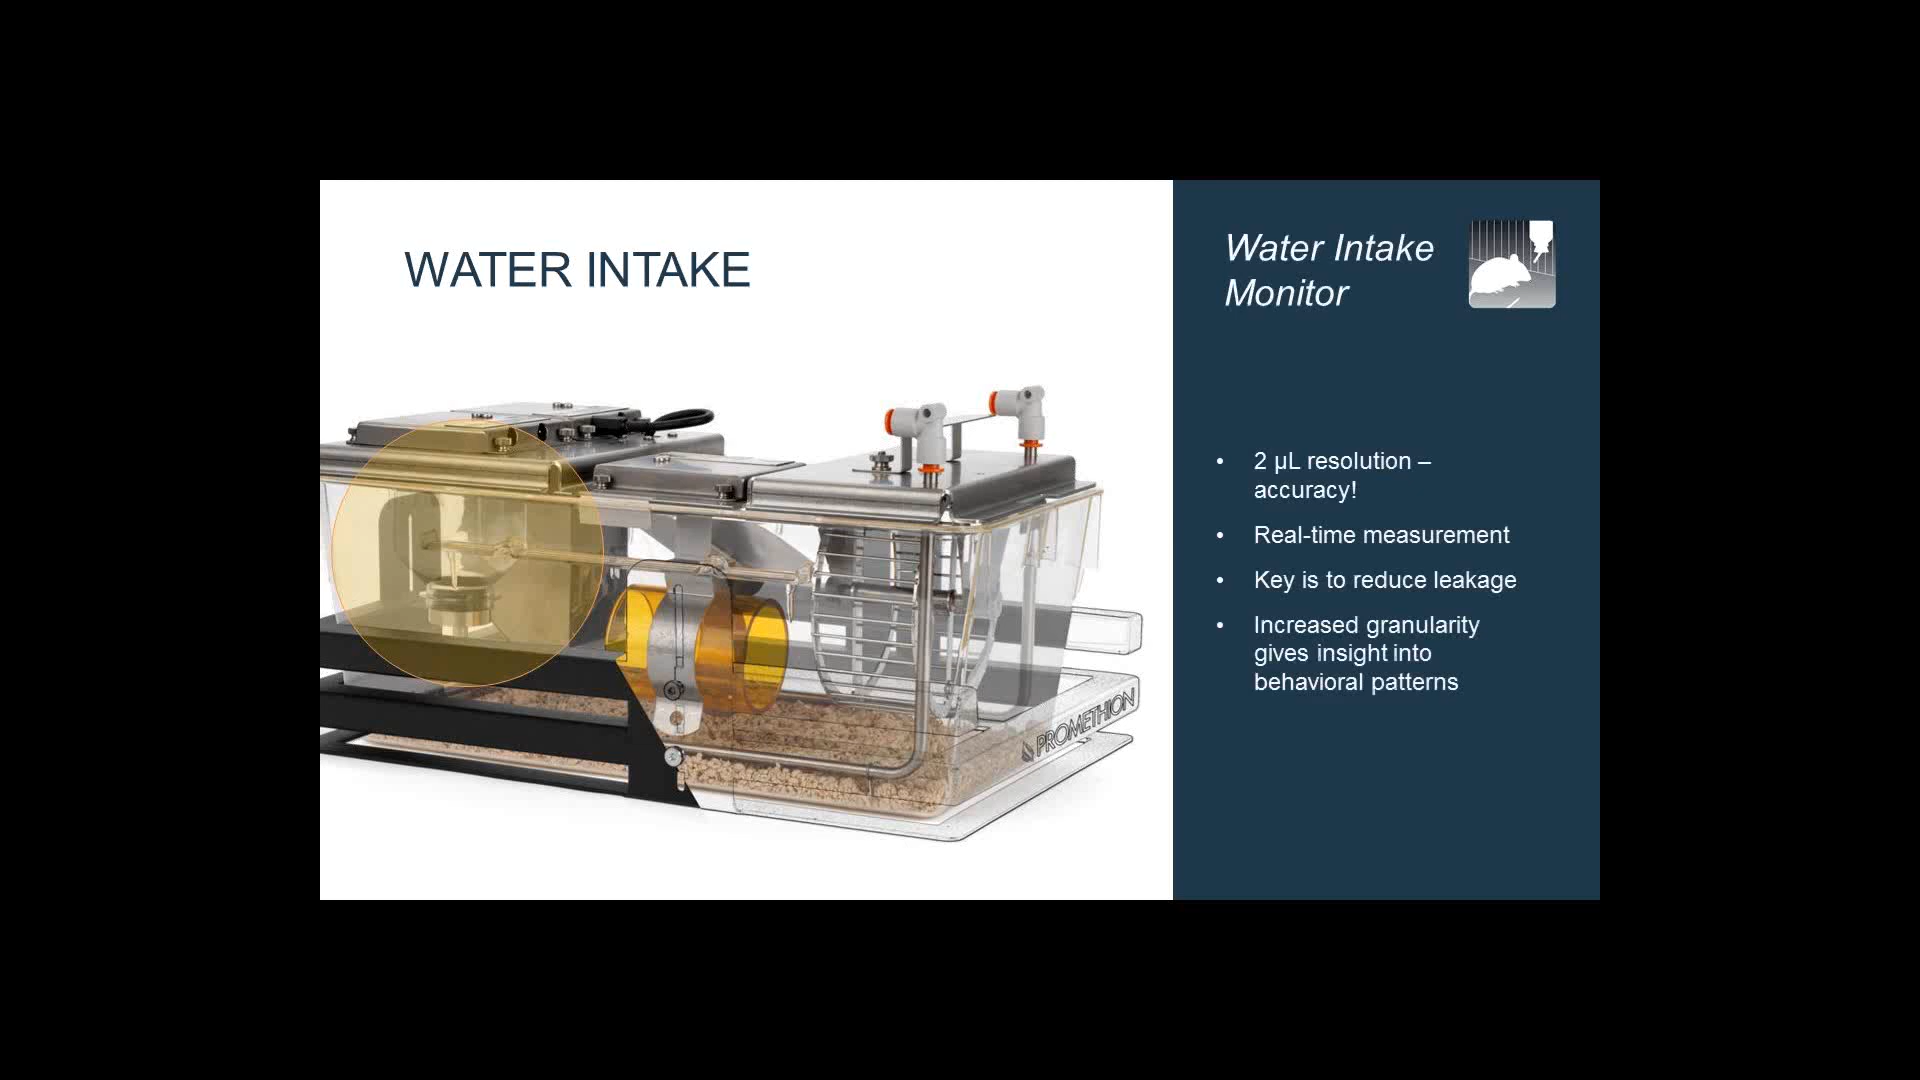 WATER INTAKE
PROMETHION
Water Intake
Monitor
• 2 µL resolution –
accuracy!
• Real-time measurement
• Key is to reduce leakage
• Increased granularity
gives insight into
behavioral patterns